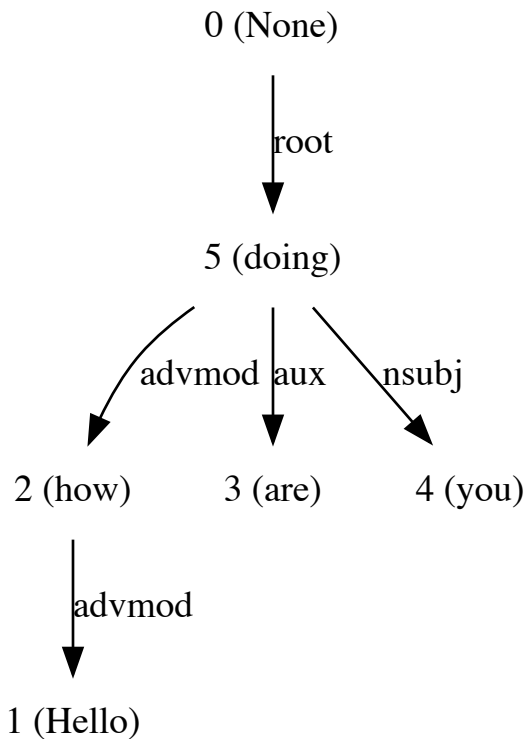 0 (None)
root
5 (doing)
advmod aux nsubj
2 (how) 3 (are) 4 (you)
advmod
1 (Hello)